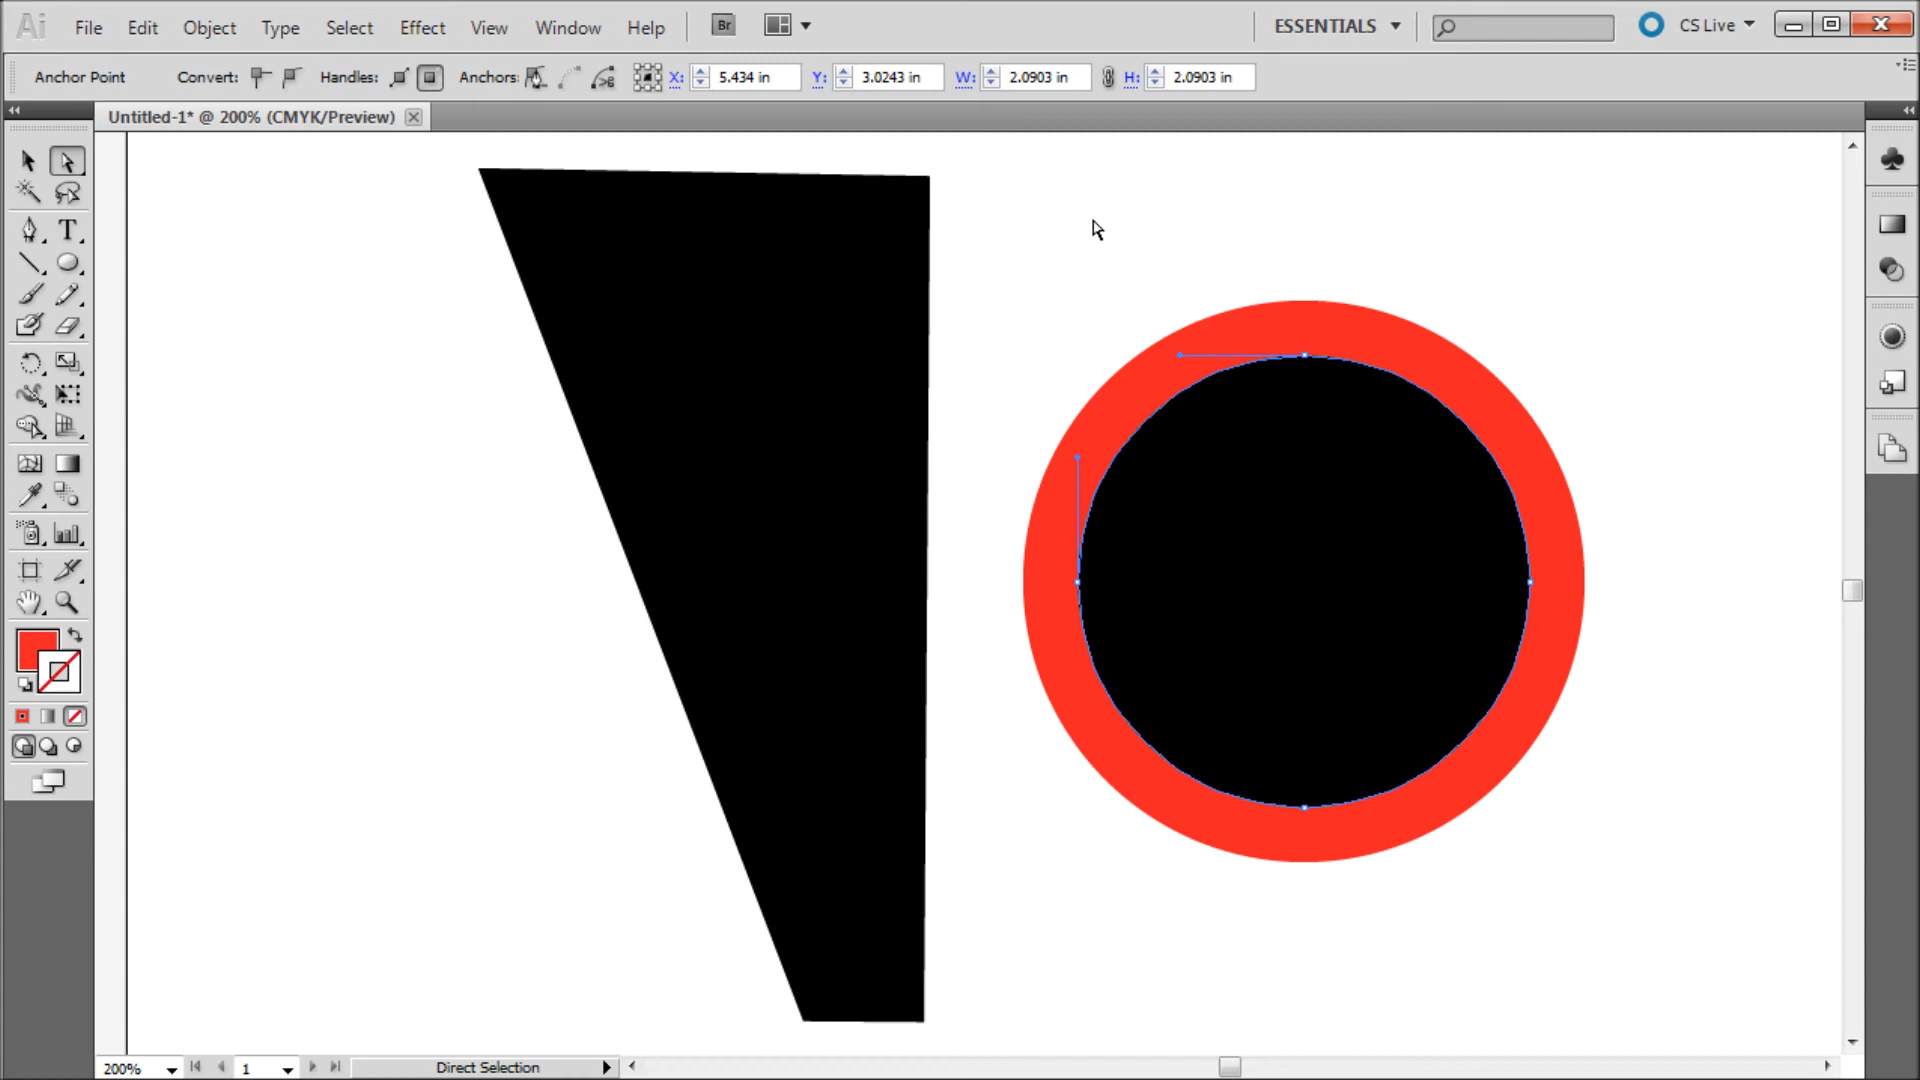 Ai File Edit Object Type Select Effect View Window Help Br ESSENTIALS CS Live
Anchor Point Convert: Handles: Anchors: X: 5.434 in Y: 3.0243 in W: 2.0903 in H: 2.0903 in
Untitled-1* @ 200% (CMYK/Preview)
T
200% 1 Direct Selection